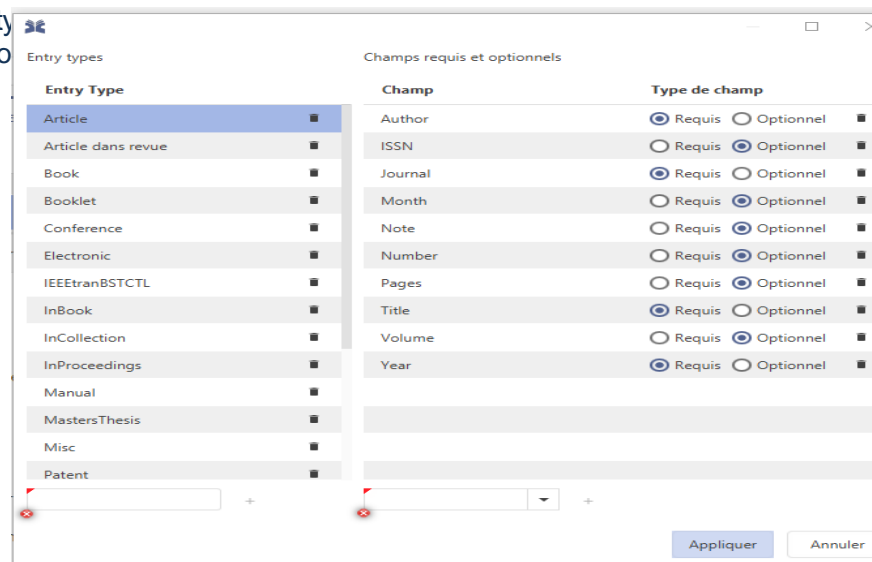 Entry types Champs requis et optionnels
Entry Type Champ Type de champ
Article Author Requis Optionnel
Article dans revue ISSN Requis Optionnel
Book Journal Requis Optionnel
Booklet Month Requis Optionnel
Conference Note Requis Optionnel
Electronic Number Requis Optionnel
IEEEtranBSTCTL Pages Requis Optionnel
InBook Title Requis Optionnel
InCollection Volume Requis Optionnel
InProceedings Year Requis Optionnel
Manual
MastersThesis
Misc
Patent
+ +
Appliquer Annuler